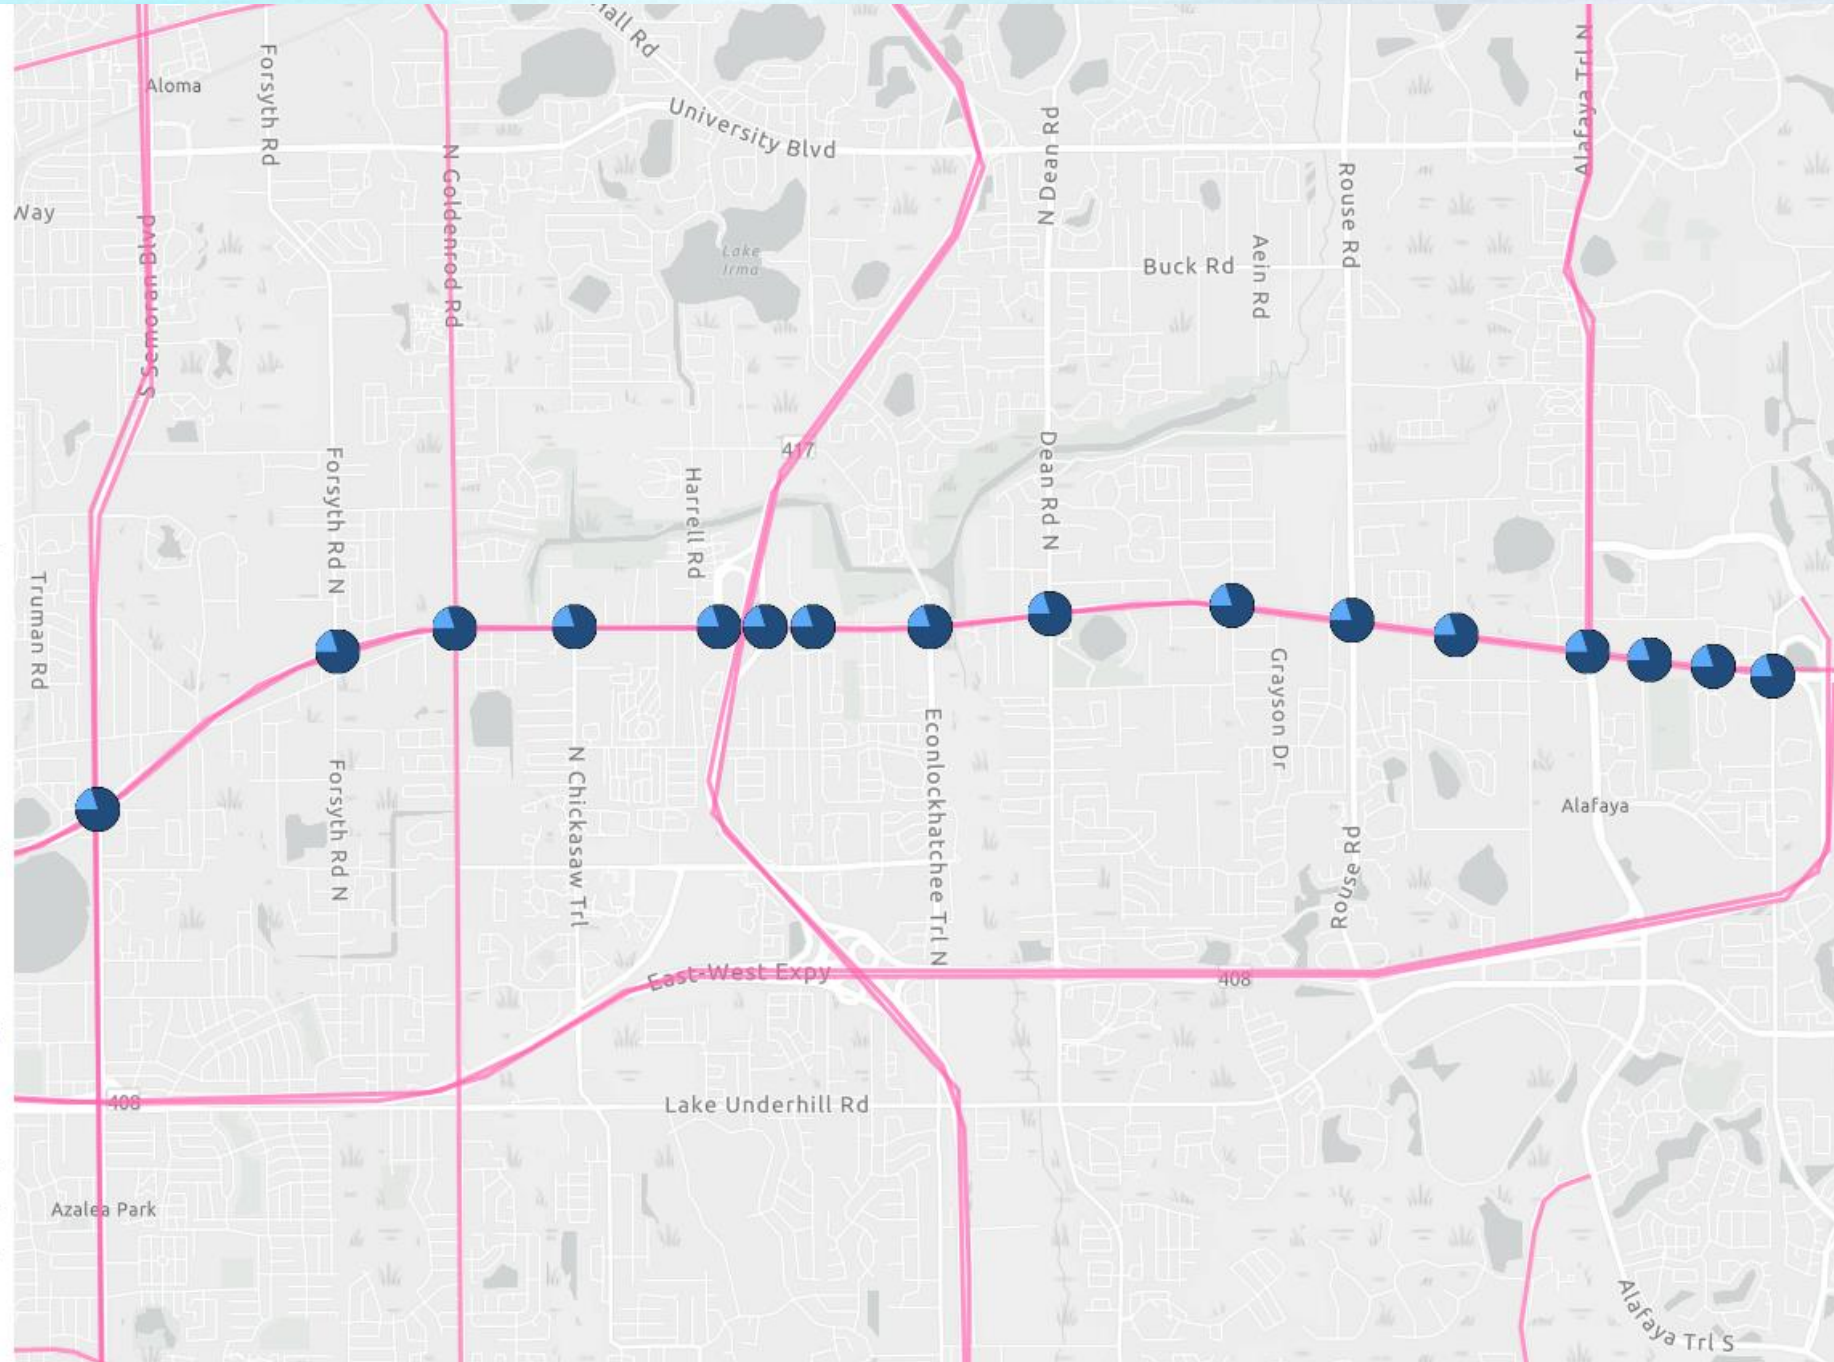 hall Rd
Aloma
Forsyth Rd
University Blvd
N Dean Rd
Alafaya Trl N
Way
N Goldenrod Rd
S Semoran Blvd
Rouse Rd
Lake
Irma
Buck Rd
Aein Rd
417
Forsyth Rd N
Harrell Rd
Dean Rd N
Truman Rd
Grayson Dr
Econlockhatchee Trl N
N Chickasaw Trl
Forsyth Rd N
Alafaya
Rouse Rd
East-West Expy
408
408
Lake Underhill Rd
Azalea Park
Alafaya Trl S